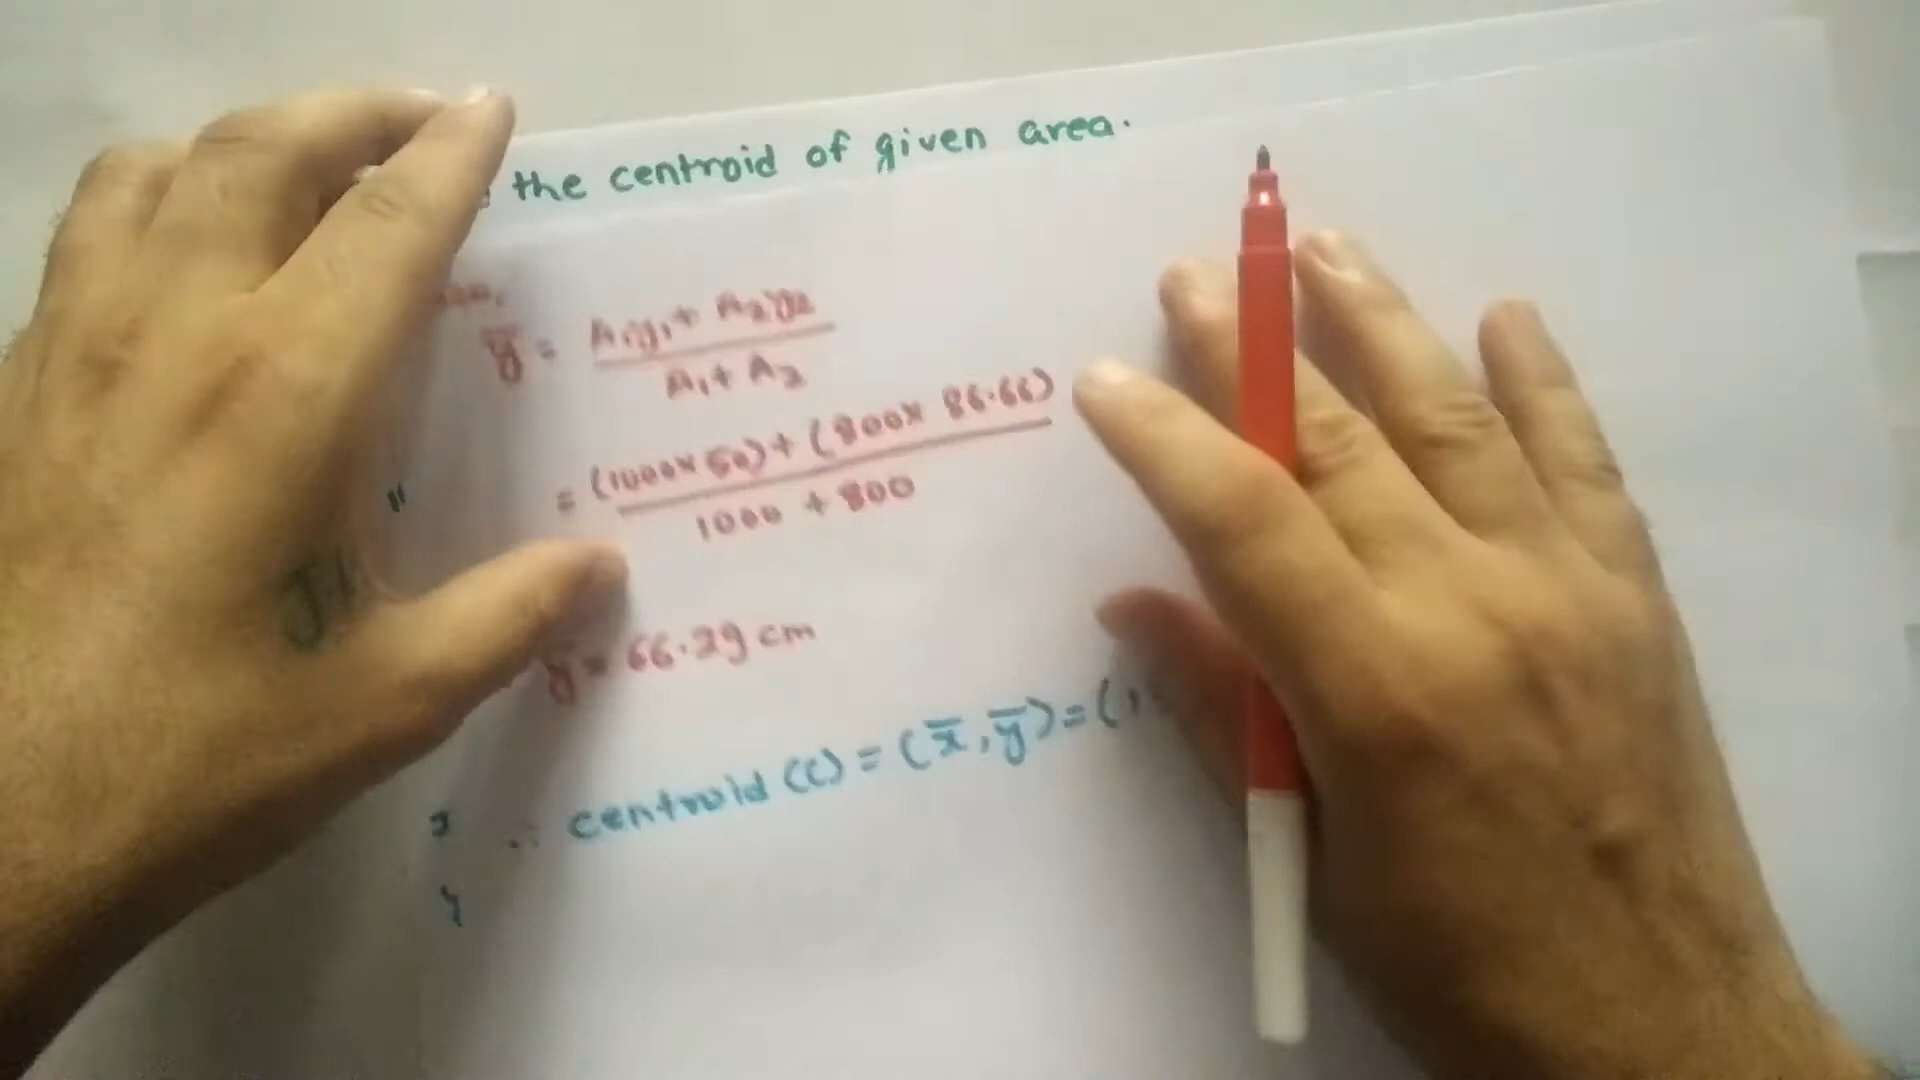 the centroid of given area.
ȳ = A₁y₁ + A₂y₂
A₁ + A₂
= (1000 × 50) + (800 × 86.66)
1000 + 800
ȳ = 66.29 cm
∴ centroid (C) = (x̄, ȳ) = (1